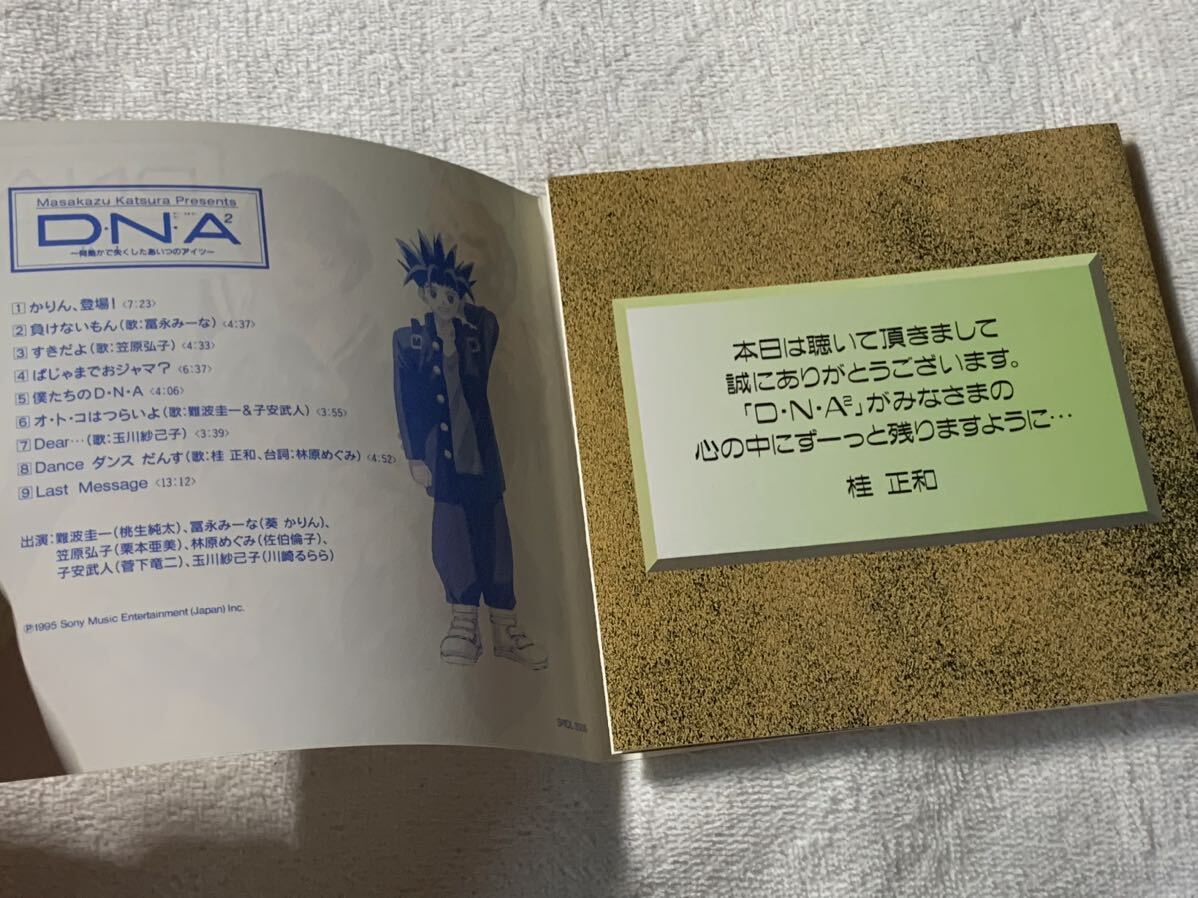 Masakazu Katsura Presents
D・N・A²
〜何処かで失くしたあいつのアイツ〜
1 かりん、登場！〈7:23〉
2 負けないもん（歌：冨永みーな）〈4:37〉
3 すきだよ（歌：笠原弘子）〈4:33〉
4 ぱじゃまでおジャマ？〈6:37〉
5 僕たちのD・N・A〈4:06〉
6 オ・ト・コはつらいよ（歌：難波圭一＆子安武人）〈3:55〉
7 Dear…（歌：玉川紗己子）〈3:39〉
8 Dance ダンス だんす（歌：桂 正和、台詞：林原めぐみ）〈4:52〉
9 Last Message〈13:12〉
出演：難波圭一（桃生純太）、冨永みーな（葵 かりん）、
笠原弘子（栗本亜美）、林原めぐみ（佐伯倫子）、
子安武人（菅下竜二）、玉川紗己子（川崎るらら）
Ⓟ1995 Sony Music Entertainment (Japan) Inc.
本日は聴いて頂きまして
誠にありがとうございます。
「D・N・A²」がみなさまの
心の中にずーっと残りますように…
桂 正和